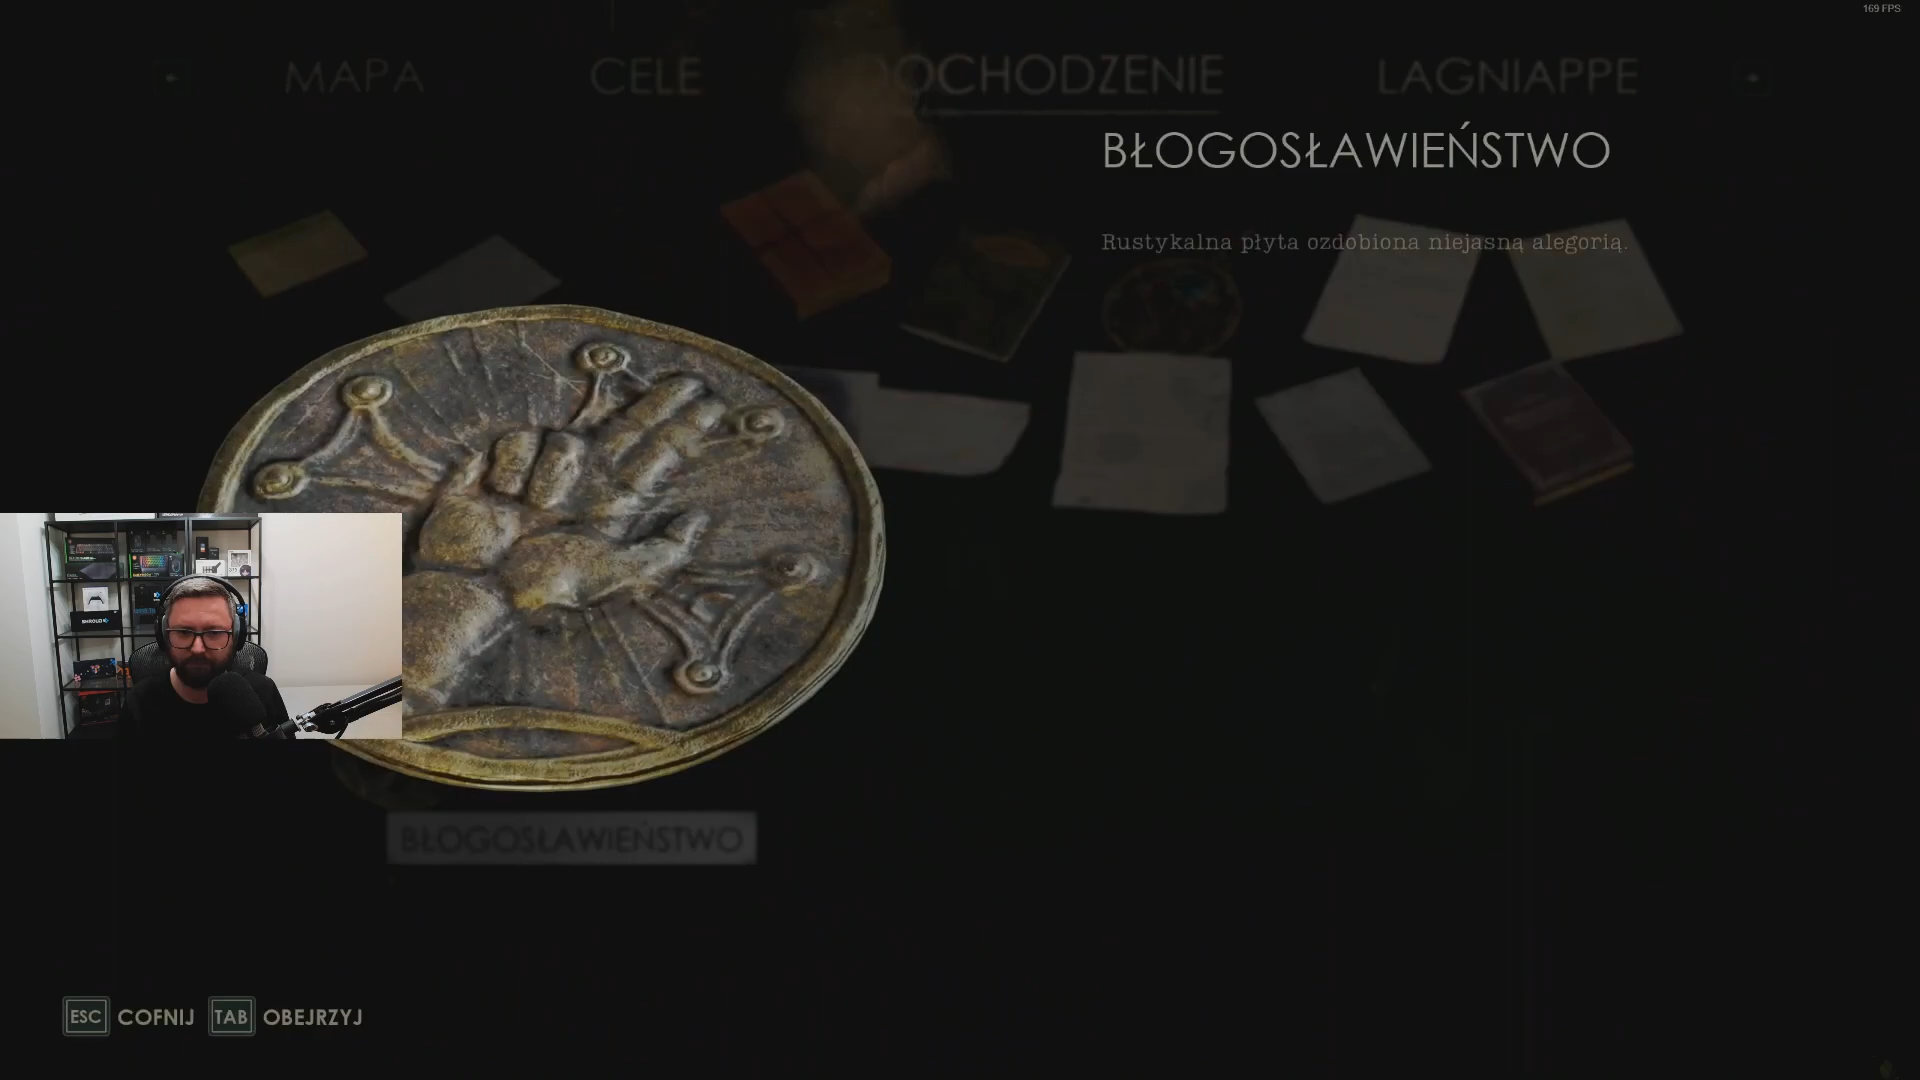 169 FPS
MAPA
CELE
DOCHODZENIE
LAGNIAPPE
BŁOGOSŁAWIEŃSTWO
Rustykalna płyta ozdobiona niejasną alegorią.
BŁOGOSŁAWIEŃSTWO
ESC COFNIJ TAB OBEJRZYJ